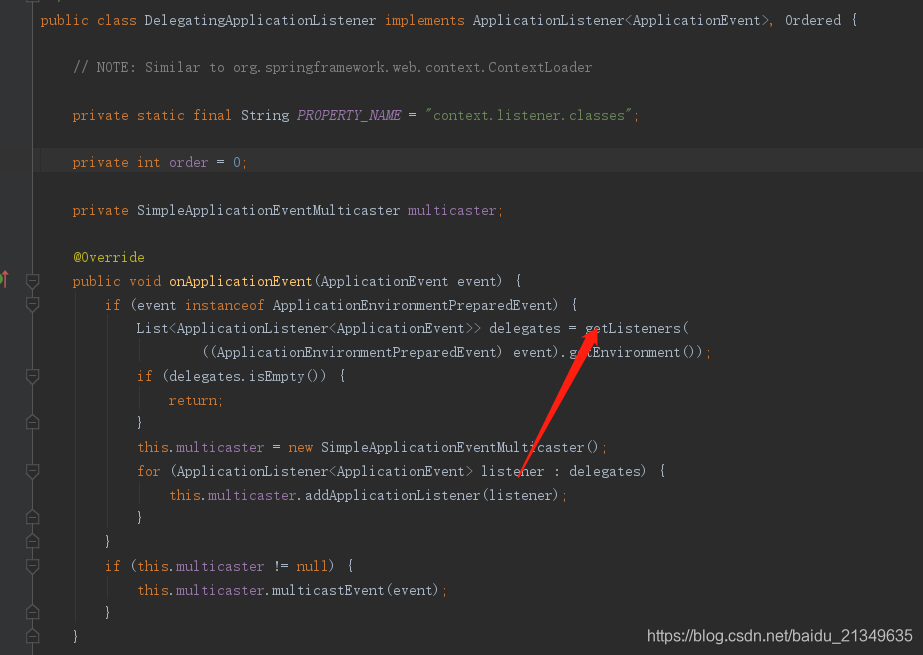 public class DelegatingApplicationListener implements ApplicationListener<ApplicationEvent>, Ordered {
// NOTE: Similar to org.springframework.web.context.ContextLoader
private static final String PROPERTY_NAME = "context.listener.classes";
private int order = 0;
private SimpleApplicationEventMulticaster multicaster;
@Override
public void onApplicationEvent(ApplicationEvent event) {
if (event instanceof ApplicationEnvironmentPreparedEvent) {
List<ApplicationListener<ApplicationEvent>> delegates = getListeners(
((ApplicationEnvironmentPreparedEvent) event).getEnvironment());
if (delegates.isEmpty()) {
return;
}
this.multicaster = new SimpleApplicationEventMulticaster();
for (ApplicationListener<ApplicationEvent> listener : delegates) {
this.multicaster.addApplicationListener(listener);
}
}
if (this.multicaster != null) {
this.multicaster.multicastEvent(event);
}
}
https://blog.csdn.net/baidu_21349635